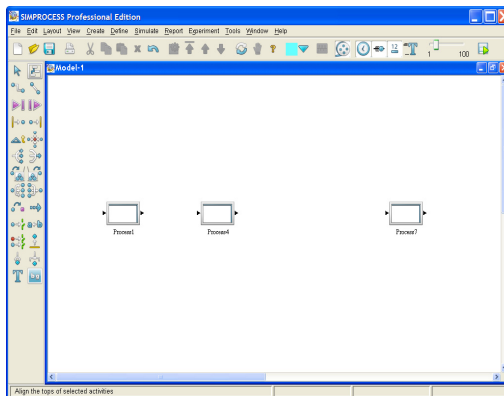 SIMPROCESS Professional Edition
File Edit Layout View Create Define Simulate Report Experiment Tools Window Help
12
1 100
Model-1
Process1 Process4 Process7
T
Align the tops of selected activities